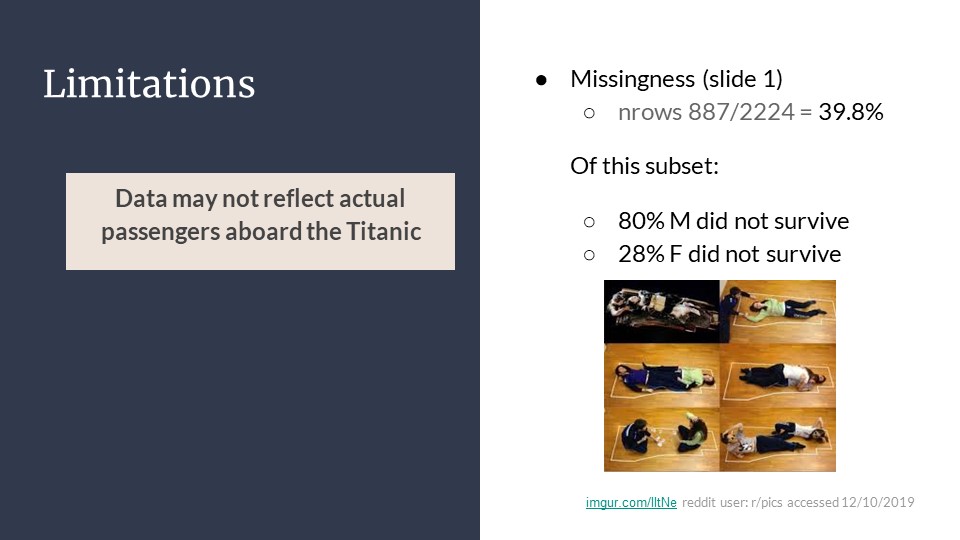 Limitations
Data may not reflect actual
passengers aboard the Titanic
● Missingness (slide 1)
○ nrows 887/2224 = 39.8%
Of this subset:
○ 80% M did not survive
○ 28% F did not survive
imgur.com/lltNe reddit user: r/pics accessed 12/10/2019